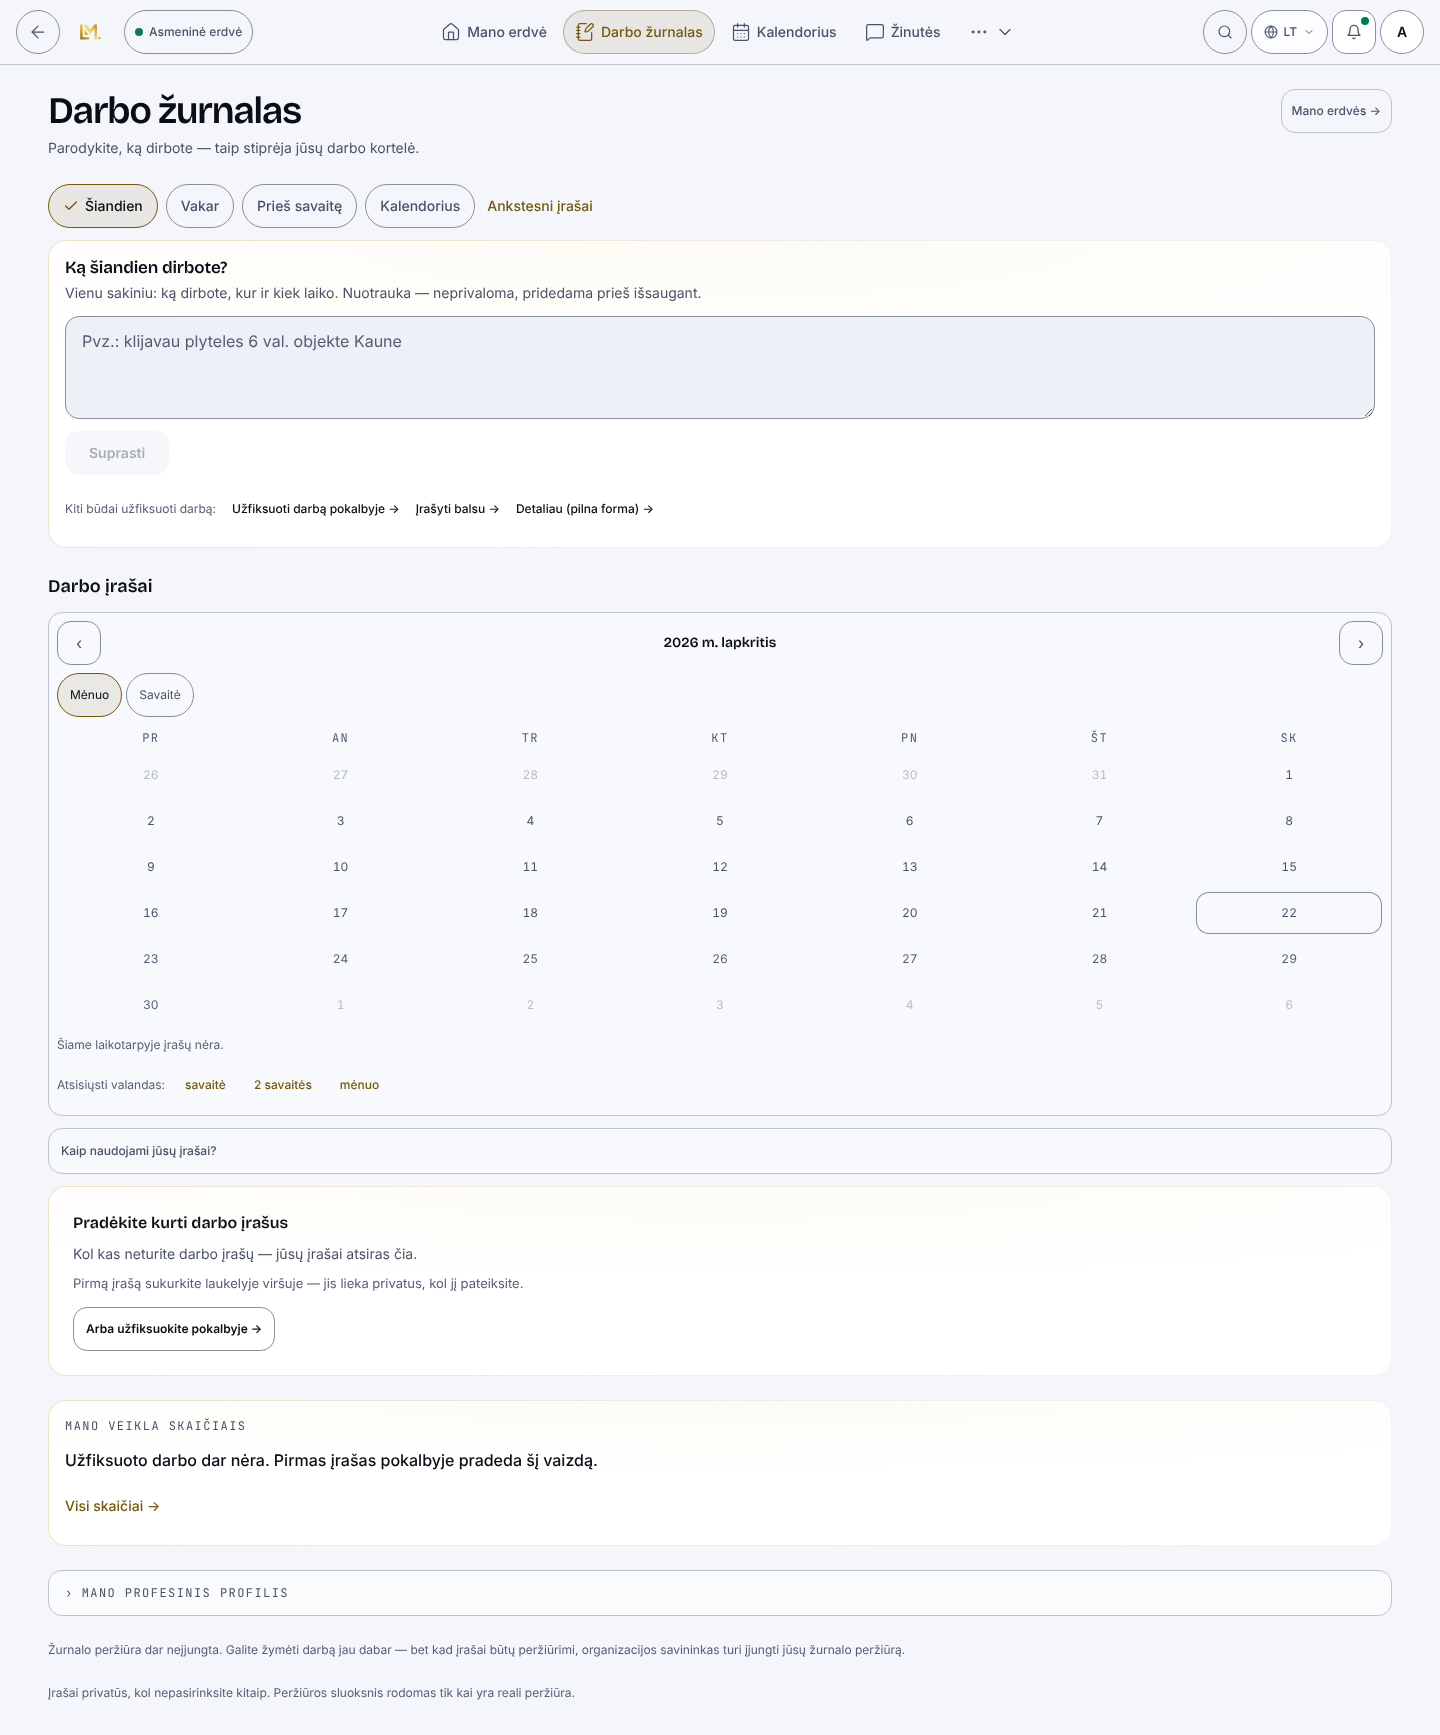 LM.
Asmeninė erdvė
Mano erdvė
Darbo žurnalas
Kalendorius
Žinutės
LT
A
Darbo žurnalas
Mano erdvės →
Parodykite, ką dirbote — taip stiprėja jūsų darbo kortelė.
Šiandien
Vakar
Prieš savaitę
Kalendorius
Ankstesni įrašai
Ką šiandien dirbote?
Vienu sakiniu: ką dirbote, kur ir kiek laiko. Nuotrauka — neprivaloma, pridedama prieš išsaugant.
Pvz.: klijavau plyteles 6 val. objekte Kaune
Suprasti
Kiti būdai užfiksuoti darbą: Užfiksuoti darbą pokalbyje → Įrašyti balsu → Detaliau (pilna forma) →
Darbo įrašai
‹ 2026 m. lapkritis ›
Mėnuo Savaitė
PR AN TR KT PN ŠT SK
26 27 28 29 30 31 1
2 3 4 5 6 7 8
9 10 11 12 13 14 15
16 17 18 19 20 21 22
23 24 25 26 27 28 29
30 1 2 3 4 5 6
Šiame laikotarpyje įrašų nėra.
Atsisiųsti valandas: savaitė 2 savaitės mėnuo
Kaip naudojami jūsų įrašai?
Pradėkite kurti darbo įrašus
Kol kas neturite darbo įrašų — jūsų įrašai atsiras čia.
Pirmą įrašą sukurkite laukelyje viršuje — jis lieka privatus, kol jį pateiksite.
Arba užfiksuokite pokalbyje →
MANO VEIKLA SKAIČIAIS
Užfiksuoto darbo dar nėra. Pirmas įrašas pokalbyje pradeda šį vaizdą.
Visi skaičiai →
› MANO PROFESINIS PROFILIS
Žurnalo peržiūra dar neįjungta. Galite žymėti darbą jau dabar — bet kad įrašai būtų peržiūrimi, organizacijos savininkas turi įjungti jūsų žurnalo peržiūrą.
Įrašai privatūs, kol nepasirinksite kitaip. Peržiūros sluoksnis rodomas tik kai yra reali peržiūra.